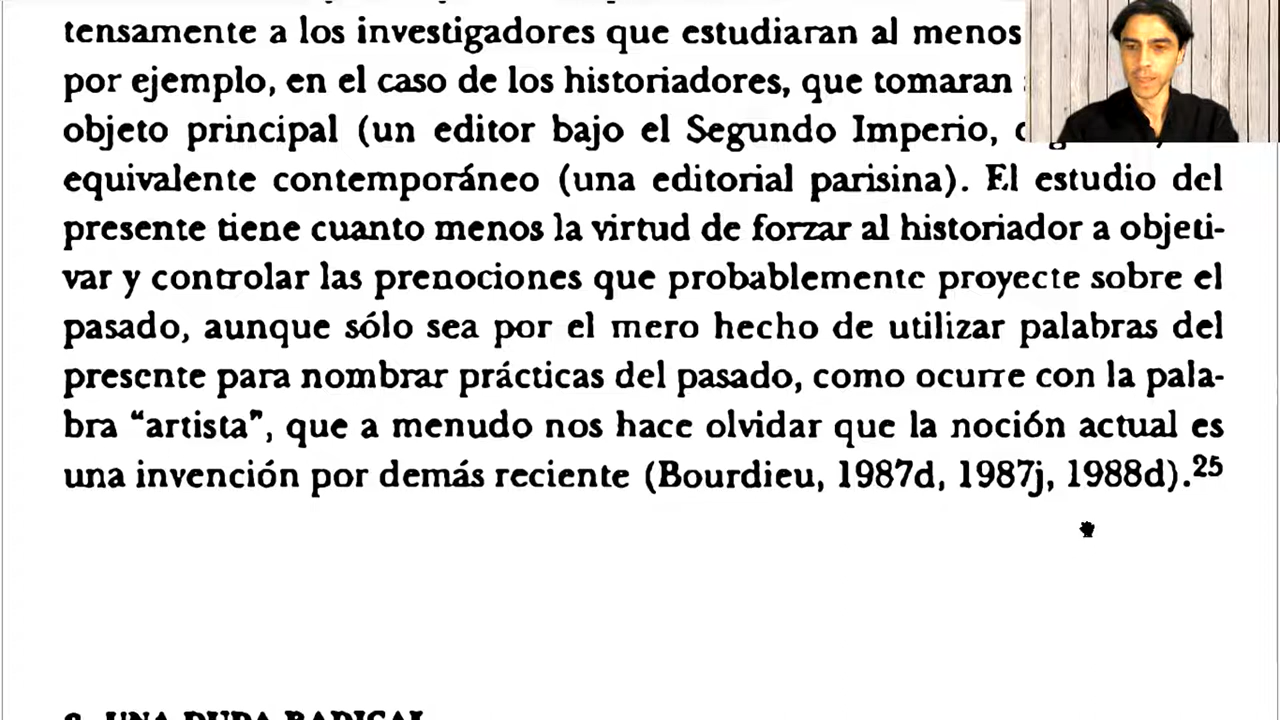 tensamente a los investigadores que estudiaran al menos
por ejemplo, en el caso de los historiadores, que tomaran
objeto principal (un editor bajo el Segundo Imperio,
equivalente contemporáneo (una editorial parisina). El estudio del
presente tiene cuanto menos la virtud de forzar al historiador a objeti-
var y controlar las prenociones que probablemente proyecte sobre el
pasado, aunque sólo sea por el mero hecho de utilizar palabras del
presente para nombrar prácticas del pasado, como ocurre con la pala-
bra “artista”, que a menudo nos hace olvidar que la noción actual es
una invención por demás reciente (Bourdieu, 1987d, 1987j, 1988d).25
UNA DUDA RADICAL